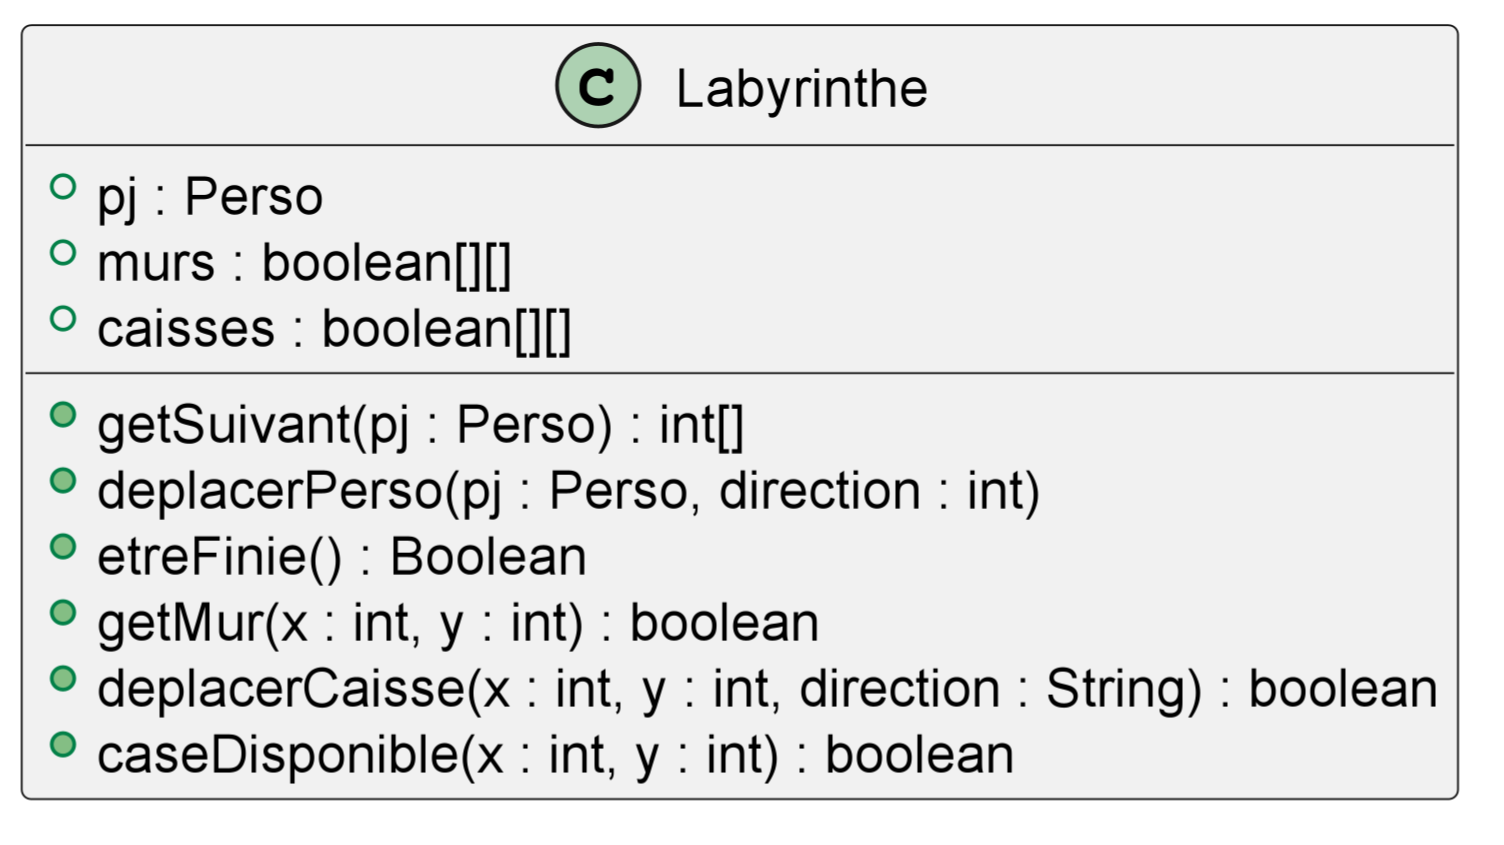 C Labyrinthe
pj : Perso
murs : boolean[][]
caisses : boolean[][]
getSuivant(pj : Perso) : int[]
deplacerPerso(pj : Perso, direction : int)
etreFinie() : Boolean
getMur(x : int, y : int) : boolean
deplacerCaisse(x : int, y : int, direction : String) : boolean
caseDisponible(x : int, y : int) : boolean